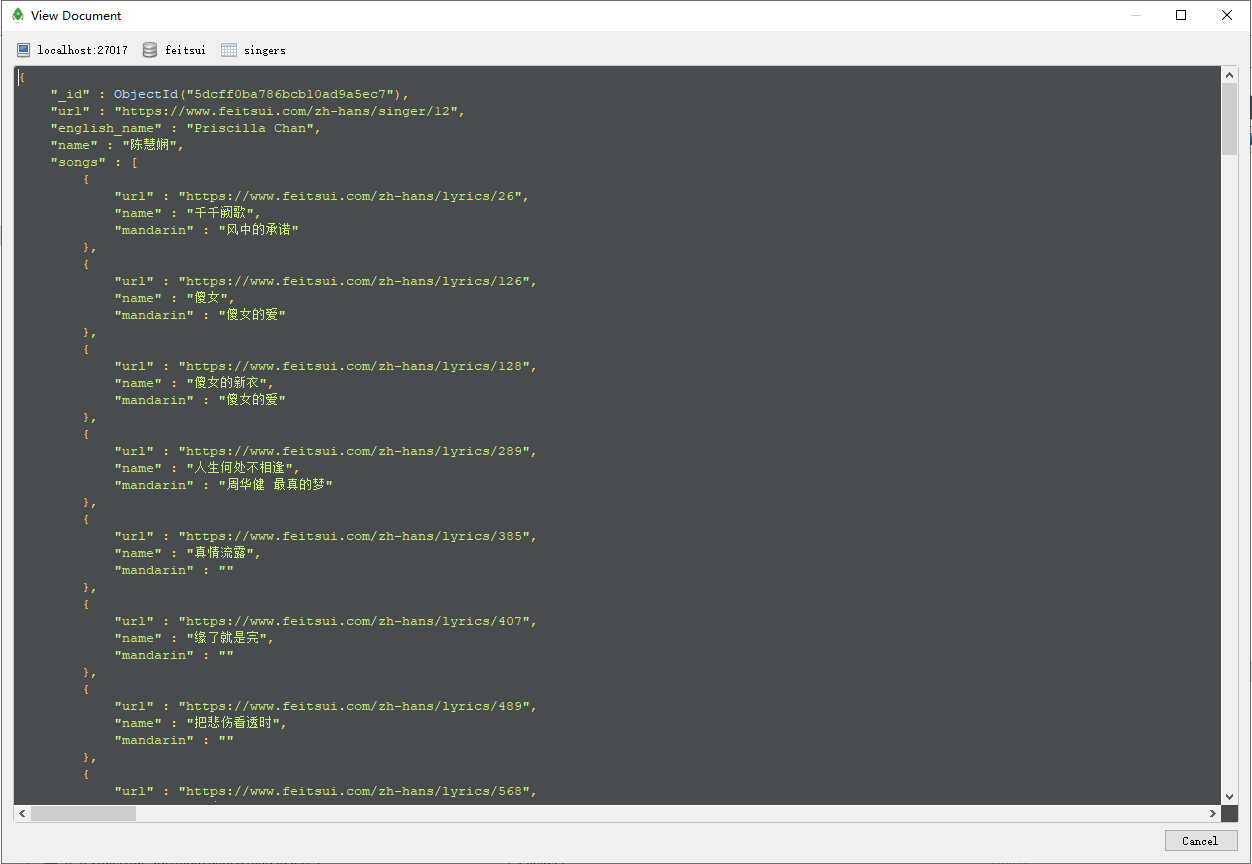 View Document
localhost:27017 feitsui singers
{
"_id" : ObjectId("5dcff0ba786bcb10ad9a5ec7"),
"url" : "https://www.feitsui.com/zh-hans/singer/12",
"english_name" : "Priscilla Chan",
"name" : "陈慧娴",
"songs" : [
{
"url" : "https://www.feitsui.com/zh-hans/lyrics/26",
"name" : "千千阙歌",
"mandarin" : "风中的承诺"
},
{
"url" : "https://www.feitsui.com/zh-hans/lyrics/126",
"name" : "傻女",
"mandarin" : "傻女的爱"
},
{
"url" : "https://www.feitsui.com/zh-hans/lyrics/128",
"name" : "傻女的新衣",
"mandarin" : "傻女的爱"
},
{
"url" : "https://www.feitsui.com/zh-hans/lyrics/289",
"name" : "人生何处不相逢",
"mandarin" : "周华健 最真的梦"
},
{
"url" : "https://www.feitsui.com/zh-hans/lyrics/385",
"name" : "真情流露",
"mandarin" : ""
},
{
"url" : "https://www.feitsui.com/zh-hans/lyrics/407",
"name" : "缘了就是完",
"mandarin" : ""
},
{
"url" : "https://www.feitsui.com/zh-hans/lyrics/489",
"name" : "把悲伤看透时",
"mandarin" : ""
},
{
"url" : "https://www.feitsui.com/zh-hans/lyrics/568",
Cancel